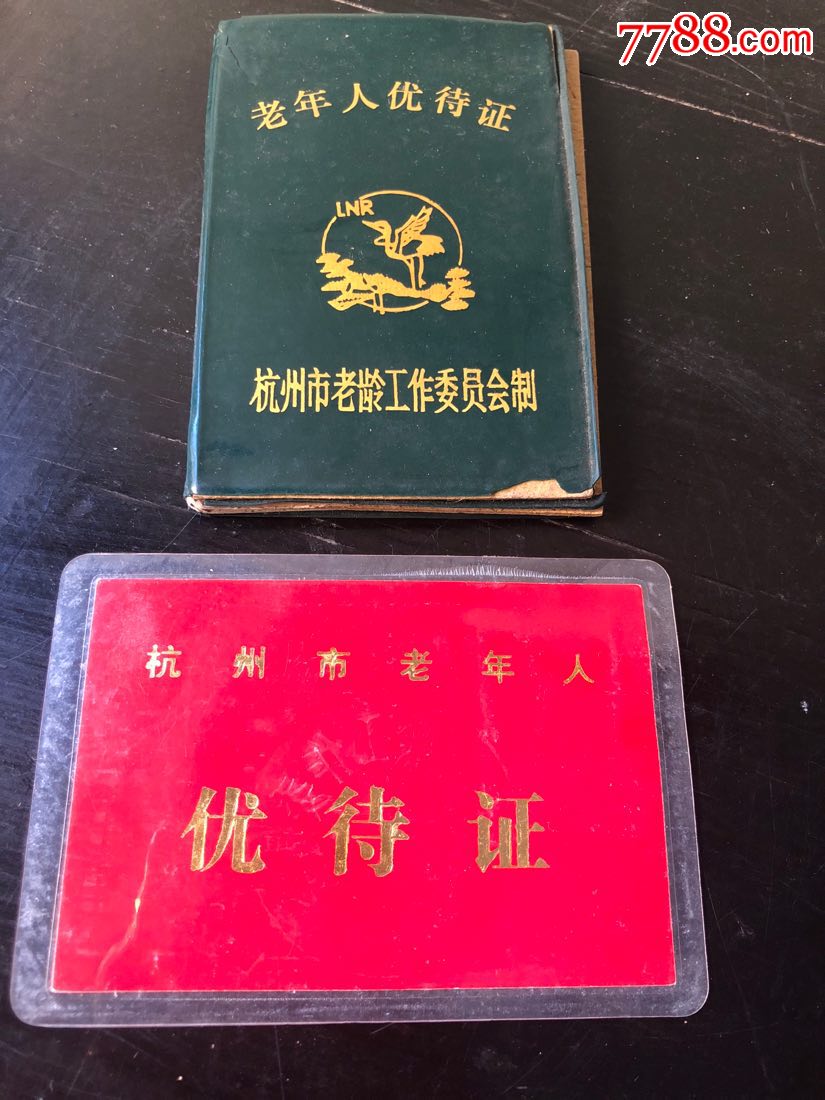 7788.com
老年人优待证
LNR
杭州市老龄工作委员会制
杭州市老年人
优待证